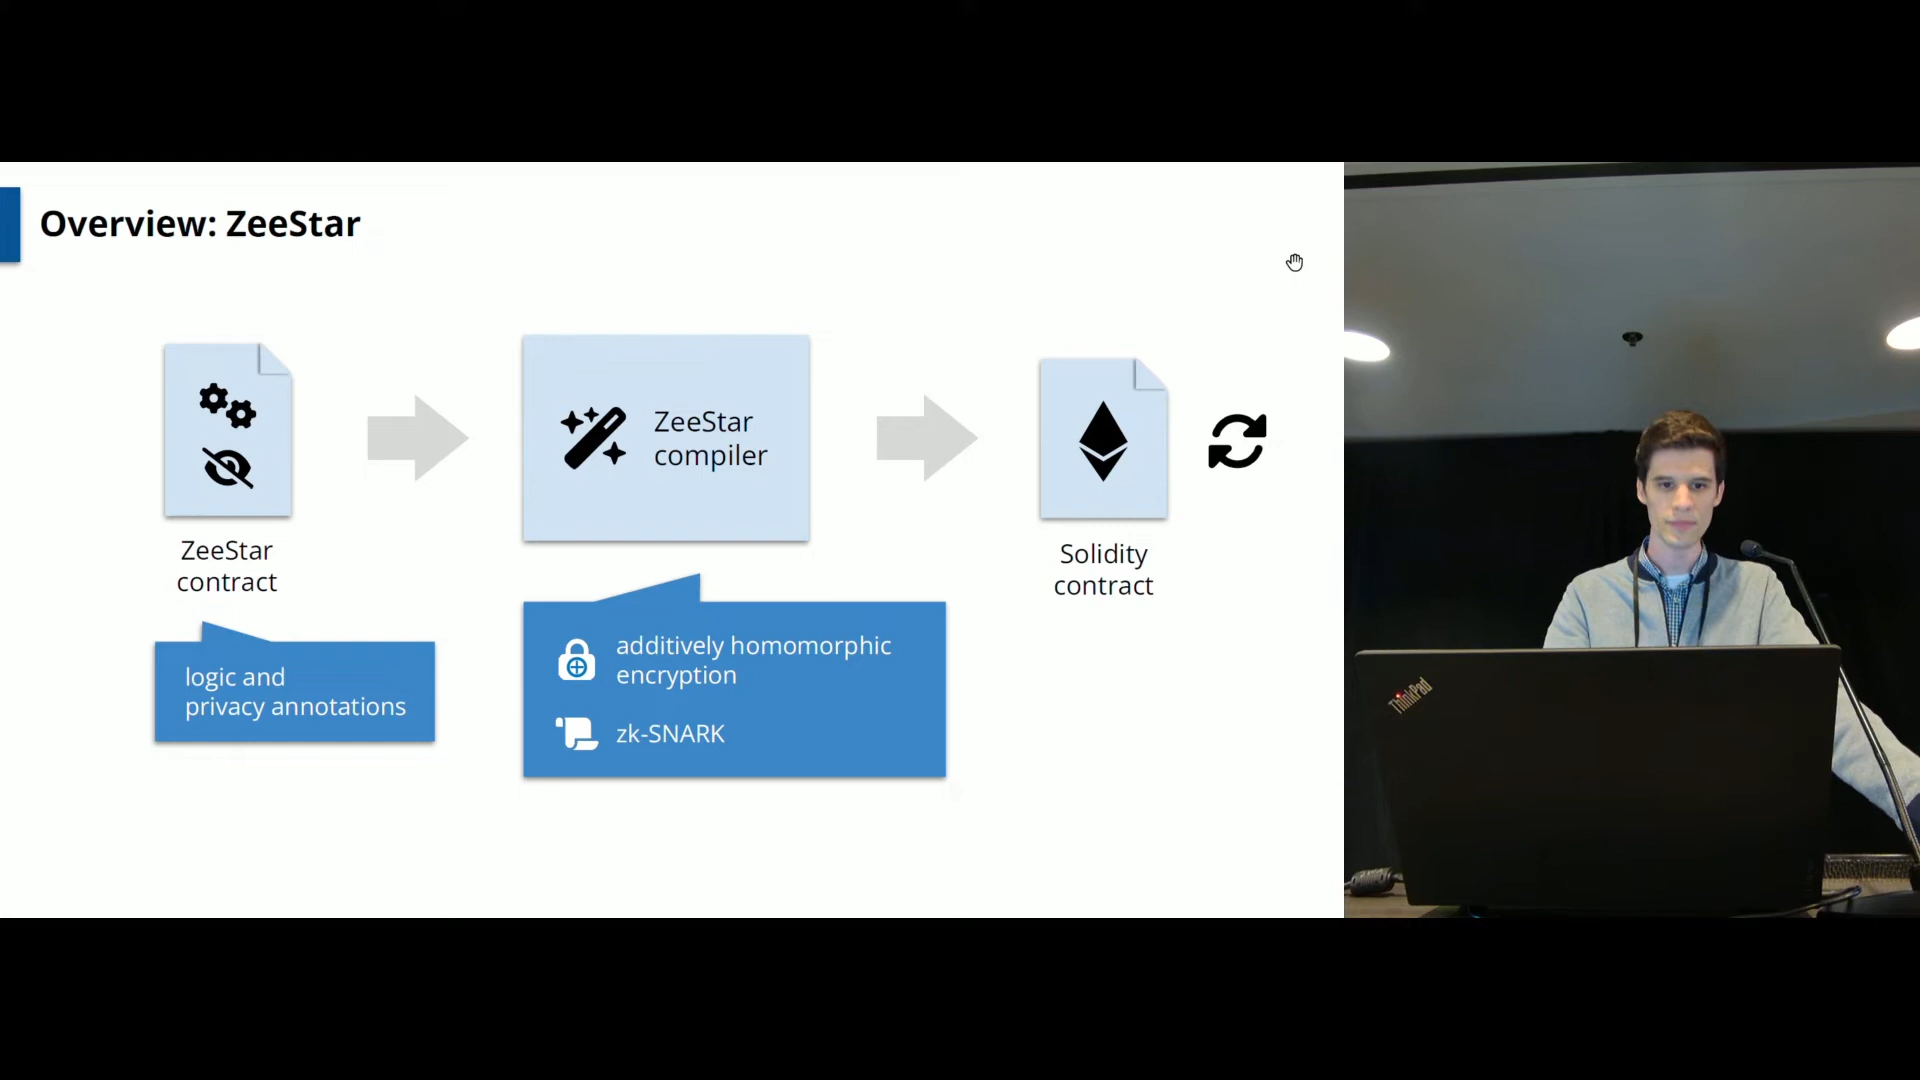 Overview: ZeeStar
ZeeStar
compiler
ZeeStar
contract
Solidity
contract
logic and
privacy annotations
additively homomorphic
encryption
zk-SNARK
ThinkPad